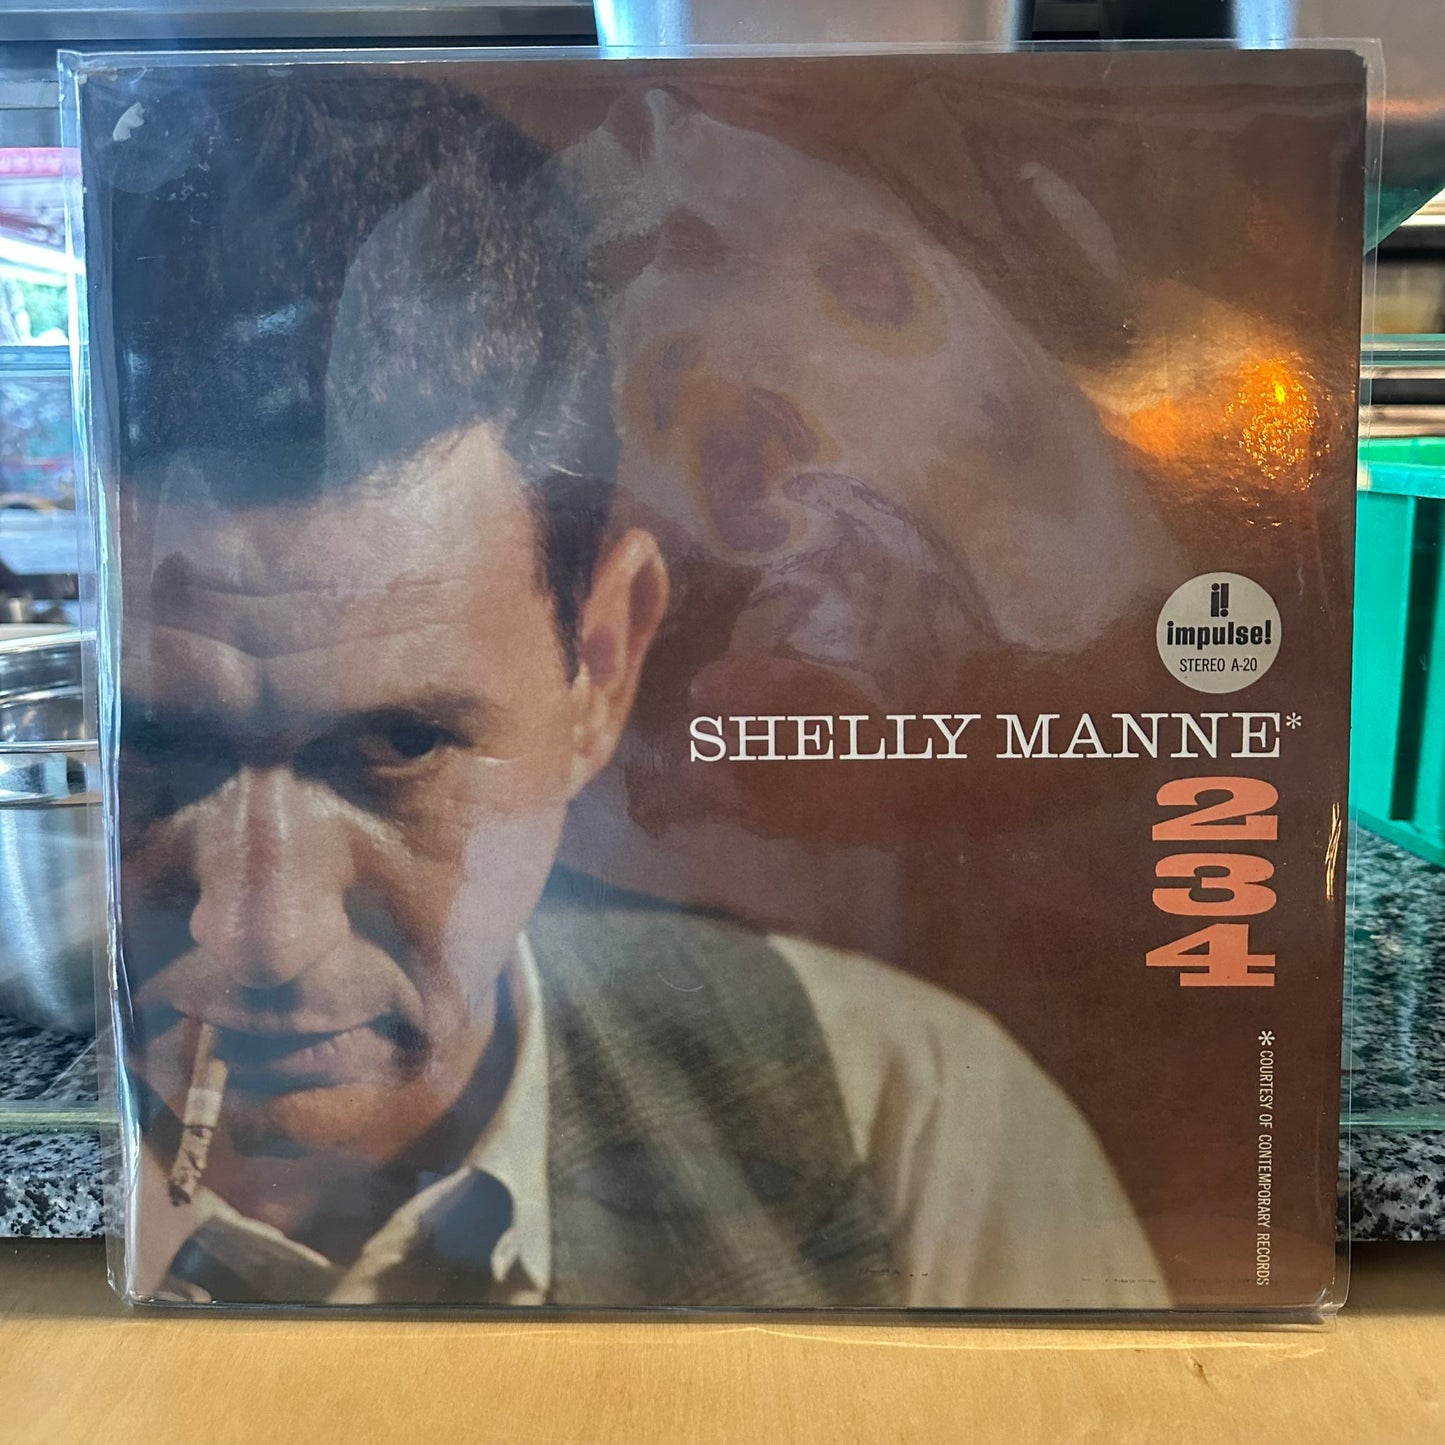 i!
impulse!
STEREO A-20
SHELLY MANNE*
2
3
4
* COURTESY OF CONTEMPORARY RECORDS